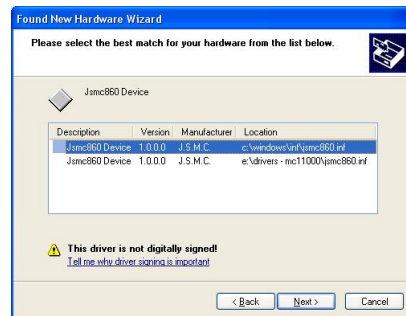 Found New Hardware Wizard
Please select the best match for your hardware from the list below.
Jsmc860 Device
Description Version Manufacturer Location
Jsmc860 Device 1.0.0.0 J.S.M.C. c:\windows\inf\jsmc860.inf
Jsmc860 Device 1.0.0.0 J.S.M.C. e:\drivers - mc11000\jsmc860.inf
This driver is not digitally signed!
Tell me why driver signing is important
< Back Next > Cancel